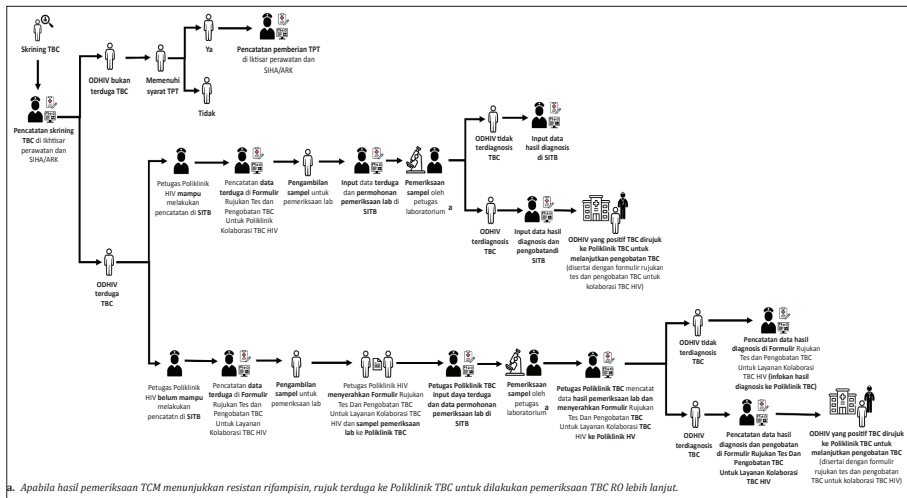 Skrining TBC
Pencatatan skrining
TBC di Ikhtisar
perawatan dan
SIHA/ARK
ODHIV bukan
terduga TBC
Memenuhi
syarat TPT
Ya
Pencatatan pemberian TPT
di Iktisar perawatan dan
SIHA/ARK
Tidak
ODHIV
terduga
TBC
Petugas Poliklinik
HIV mampu
melakukan
pencatatan di SITB
Pencatatan data
terduga di Formulir
Rujukan Tes dan
Pengobatan TBC
Untuk Poliklinik
Kolaborasi TBC HIV
Pengambilan
sampel untuk
pemeriksaan lab
Input data terduga
dan permohonan
pemeriksaan lab di
SITB
Pemeriksaan
sampel oleh
petugas
laboratorium a
ODHIV tidak
terdiagnosis
TBC
Input data
hasil diagnosis
di SITB
ODHIV
terdiagnosis
TBC
Input data hasil
diagnosis dan
pengobatandi
SITB
ODHIV yang positif TBC dirujuk
ke Poliklinik TBC untuk
melanjutkan pengobatan TBC
(disertai dengan formulir rujukan
tes dan pengobatan TBC untuk
kolaborasi TBC HIV)
Petugas Poliklinik
HIV belum mampu
melakukan
pencatatn di SITB
Pencatatan data
terduga di Formulir
Rujukan Tes dan
Pengobatan TBC
Untuk Layanan
Kolaborasi TBC HIV
Pengambilan
sampel untuk
pemeriksaan lab
Petugas Poliklinik HIV
menyerahkan Formulir Rujukan
Tes Dan Pengobatan TBC
Untuk Layanan Kolaborasi TBC
HIV dan sampel pemeriksaan
lab ke Poliklinik TBC
Petugas Poliklinik TBC
input data terduga dan
data permohonan
pemeriksaan lab di
SITB
Pemeriksaan
sampel oleh
petugas
laboratorium a
Petugas Poliklinik TBC mencatat
data hasil pemeriksaan lab dan
menyerahkan Formulir Rujukan
Tes Dan Pengobatan TBC
Untuk Layanan Kolaborasi TBC
HIV ke Poliklinik HV
ODHIV tidak
terdiagnosis
TBC
Pencatatan data hasil
diagnosis di Formulir Rujukan
Tes Dan Pengobatan TBC
Untuk Layanan Kolaborasi
TBC HIV (infokan hasil
diagnosis ke Poliklinik TBC)
ODHIV
terdiagnosis
TBC
Pencatatan data hasil
diagnosis dan pengobatan
di Formulir Rujukan Tes Dan
Pengobatan TBC
Untuk Layanan Kolaborasi
TBC HIV
ODHIV yang positif TBC dirujuk
ke Poliklinik TBC untuk
melanjutkan pengobatan TBC
(disertai dengan formulir
rujukan tes dan pengobatan
TBC untuk kolaborasi TBC HIV)
a. Apabila hasil pemeriksaan TCM menunjukkan resistan rifampisin, rujuk terduga ke Poliklinik TBC untuk dilakukan pemeriksaan TBC RO lebih lanjut.